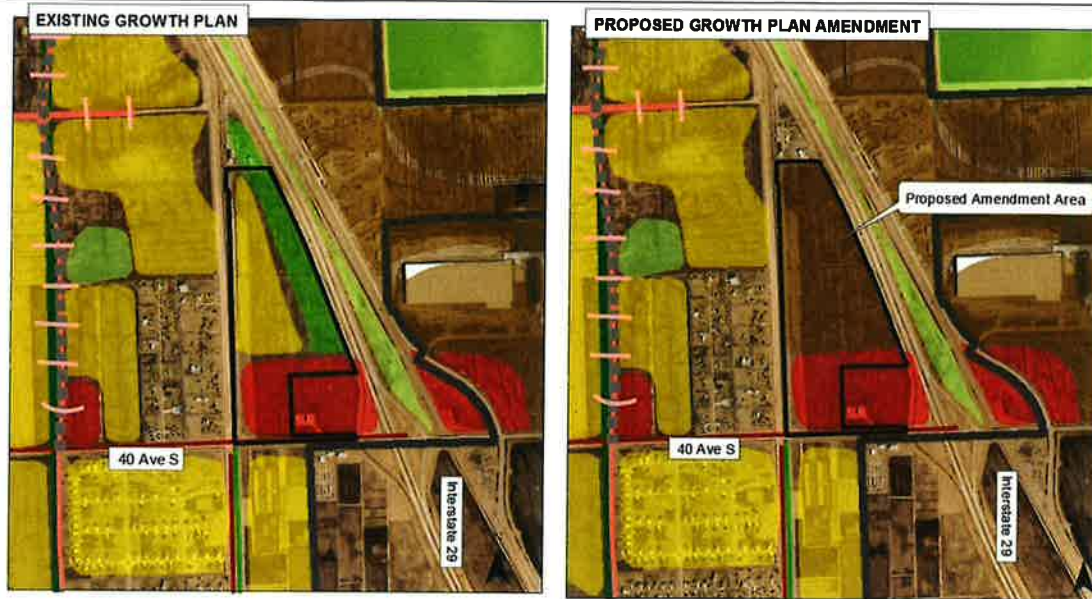 EXISTING GROWTH PLAN
40 Ave S
Interstate 29
PROPOSED GROWTH PLAN AMENDMENT
Proposed Amendment Area
40 Ave S
Interstate 29